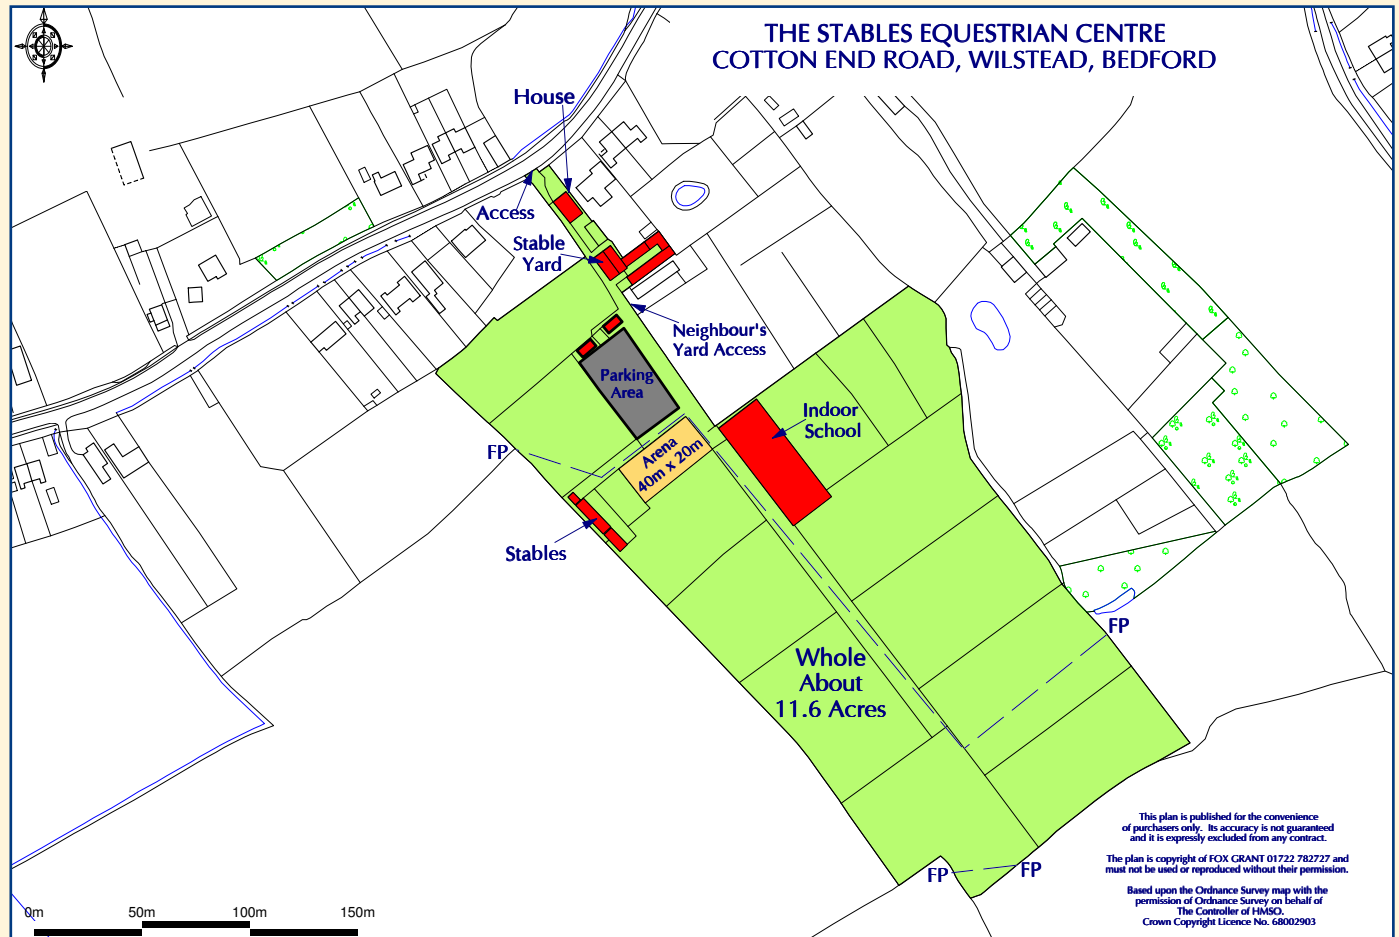 THE STABLES EQUESTRIAN CENTRE
COTTON END ROAD, WILSTEAD, BEDFORD
House
Access
Stable
Yard
Neighbour's
Yard Access
Parking
Area
Indoor
School
FP
Arena
40m x 20m
Stables
FP
Whole
About
11.6 Acres
FP
FP
This plan is published for the convenience
of purchasers only. Its accuracy is not guaranteed
and it is expressly excluded from any contract.
The plan is copyright of FOX GRANT 01722 782727 and
must not be used or reproduced without their permission.
Based upon the Ordnance Survey map with the
permission of Ordnance Survey on behalf of
The Controller of HMSO.
Crown Copyright Licence No. 68002903
0m 50m 100m 150m